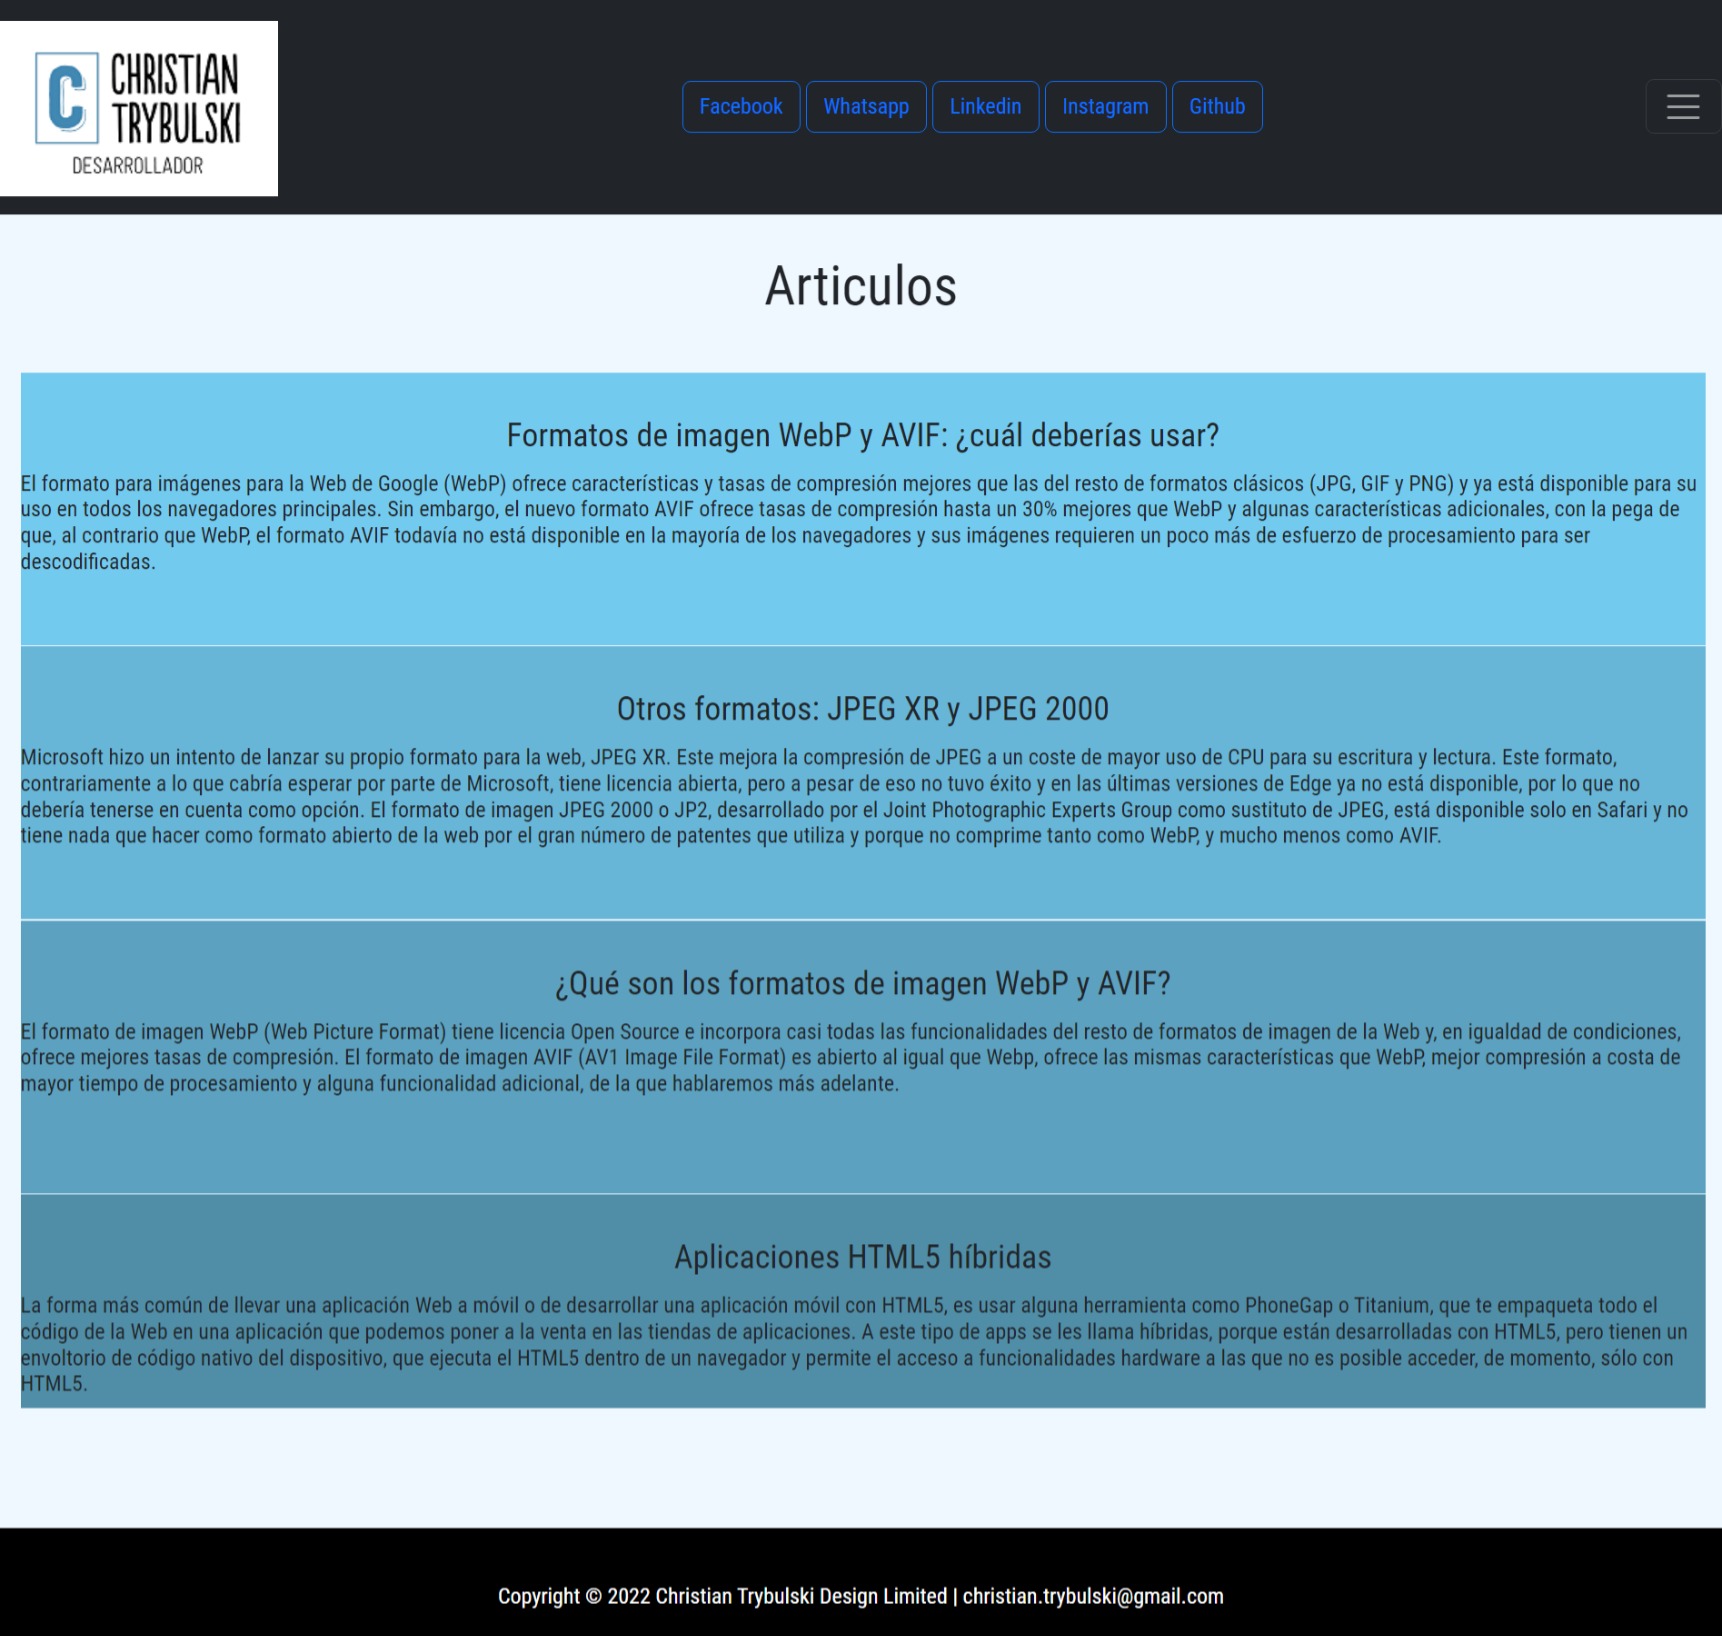 C
CHRISTIAN
TRYBULSKI
DESARROLLADOR
Facebook Whatsapp Linkedin Instagram Github
Articulos
Formatos de imagen WebP y AVIF: ¿cuál deberías usar?
El formato para imágenes para la Web de Google (WebP) ofrece características y tasas de compresión mejores que las del resto de formatos clásicos (JPG, GIF y PNG) y ya está disponible para su
uso en todos los navegadores principales. Sin embargo, el nuevo formato AVIF ofrece tasas de compresión hasta un 30% mejores que WebP y algunas características adicionales, con la pega de
que, al contrario que WebP, el formato AVIF todavía no está disponible en la mayoría de los navegadores y sus imágenes requieren un poco más de esfuerzo de procesamiento para ser
descodificadas.
Otros formatos: JPEG XR y JPEG 2000
Microsoft hizo un intento de lanzar su propio formato para la web, JPEG XR. Este mejora la compresión de JPEG a un coste de mayor uso de CPU para su escritura y lectura. Este formato,
contrariamente a lo que cabría esperar por parte de Microsoft, tiene licencia abierta, pero a pesar de eso no tuvo éxito y en las últimas versiones de Edge ya no está disponible, por lo que no
debería tenerse en cuenta como opción. El formato de imagen JPEG 2000 o JP2, desarrollado por el Joint Photographic Experts Group como sustituto de JPEG, está disponible solo en Safari y no
tiene nada que hacer como formato abierto de la web por el gran número de patentes que utiliza y porque no comprime tanto como WebP, y mucho menos como AVIF.
¿Qué son los formatos de imagen WebP y AVIF?
El formato de imagen WebP (Web Picture Format) tiene licencia Open Source e incorpora casi todas las funcionalidades del resto de formatos de imagen de la Web y, en igualdad de condiciones,
ofrece mejores tasas de compresión. El formato de imagen AVIF (AV1 Image File Format) es abierto al igual que Webp, ofrece las mismas características que WebP, mejor compresión a costa de
mayor tiempo de procesamiento y alguna funcionalidad adicional, de la que hablaremos más adelante.
Aplicaciones HTML5 híbridas
La forma más común de llevar una aplicación Web a móvil o de desarrollar una aplicación móvil con HTML5, es usar alguna herramienta como PhoneGap o Titanium, que te empaqueta todo el
código de la Web en una aplicación que podemos poner a la venta en las tiendas de aplicaciones. A este tipo de apps se les llama híbridas, porque están desarrolladas con HTML5, pero tienen un
envoltorio de código nativo del dispositivo, que ejecuta el HTML5 dentro de un navegador y permite el acceso a funcionalidades hardware a las que no es posible acceder, de momento, sólo con
HTML5.
Copyright © 2022 Christian Trybulski Design Limited | christian.trybulski@gmail.com